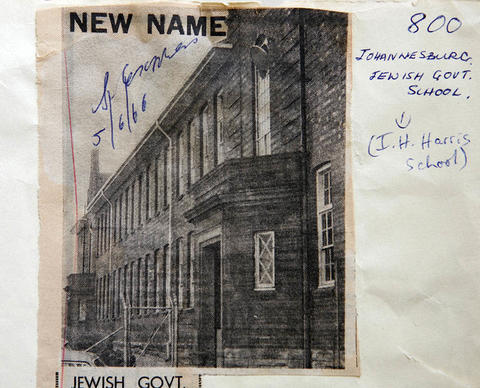 NEW NAME
5/6/66
JEWISH GOVT.
800
JOHANNESBURG.
JEWISH GOVT.
SCHOOL.
(I. H. Harris
School)